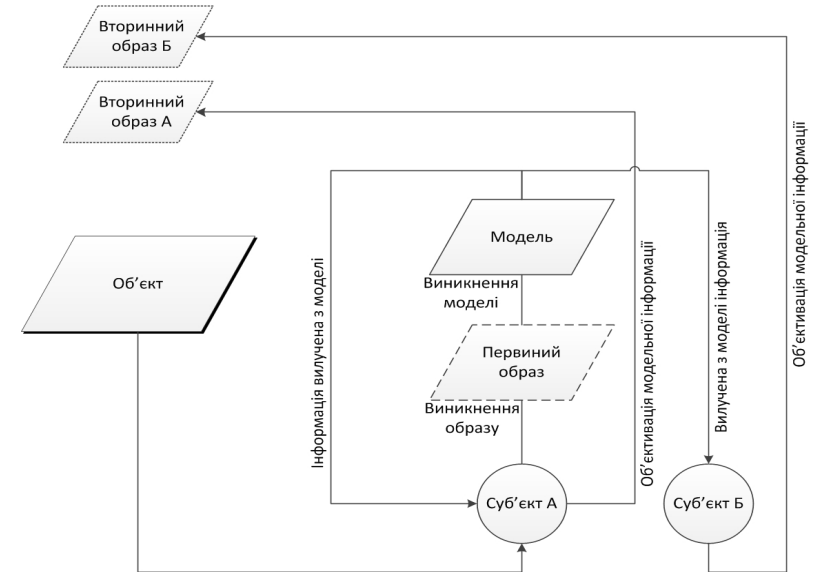 Вторинний
образ Б
Вторинний
образ А
Об’єкт
Модель
Виникнення
моделі
Первиний
образ
Виникнення
образу
Суб’єкт А
Суб’єкт Б
Інформація вилучена з моделі
Об’єктивація модельної інформації
Вилучена з моделі інформація
Об’єктивація модельної інформації